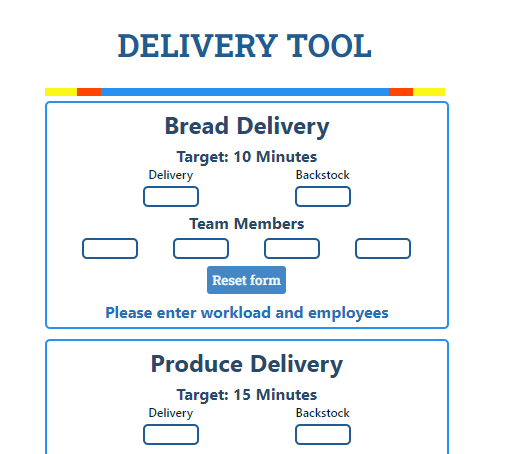 DELIVERY TOOL
Bread Delivery
Target: 10 Minutes
Delivery Backstock
Team Members
Reset form
Please enter workload and employees
Produce Delivery
Target: 15 Minutes
Delivery Backstock